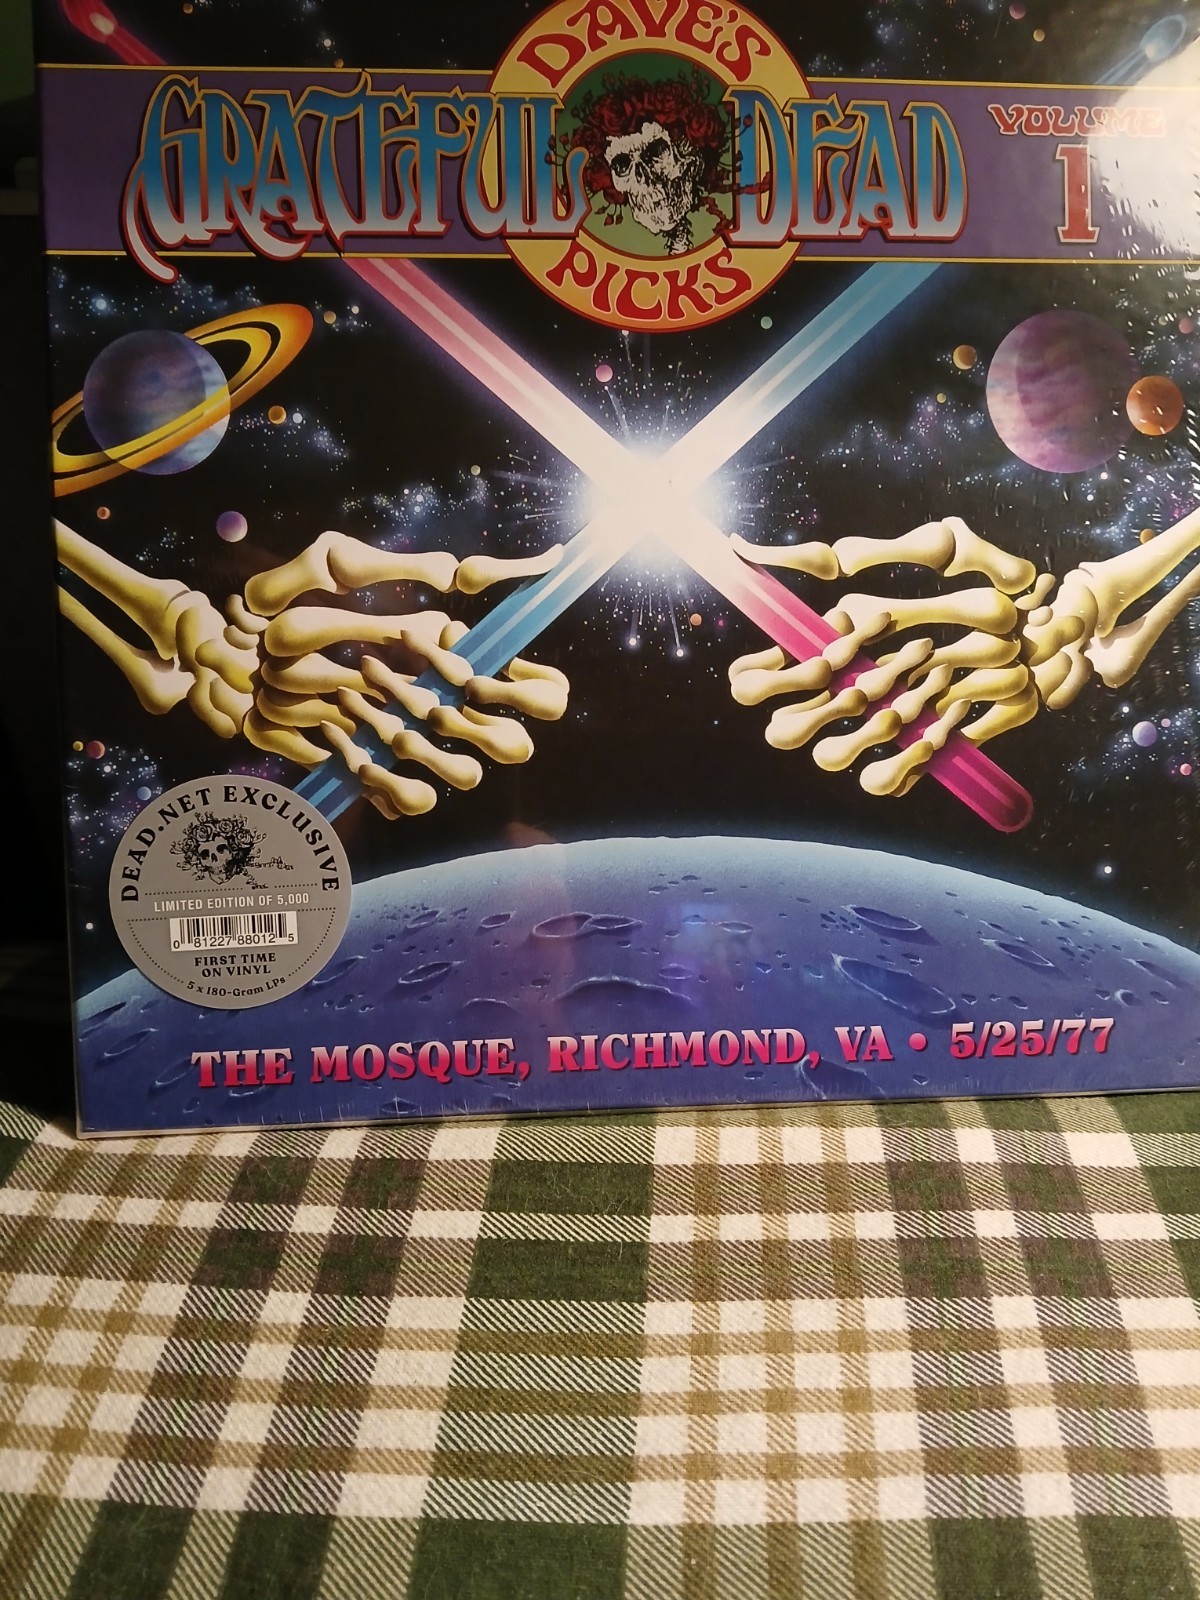 DAVE'S
GRATEFUL DEAD
VOLUME
1
PICKS
DEAD.NET EXCLUSIVE
LIMITED EDITION OF 5,000
0 81227 88012 5
FIRST TIME
ON VINYL
5 x 180-Gram LPs
THE MOSQUE, RICHMOND, VA • 5/25/77